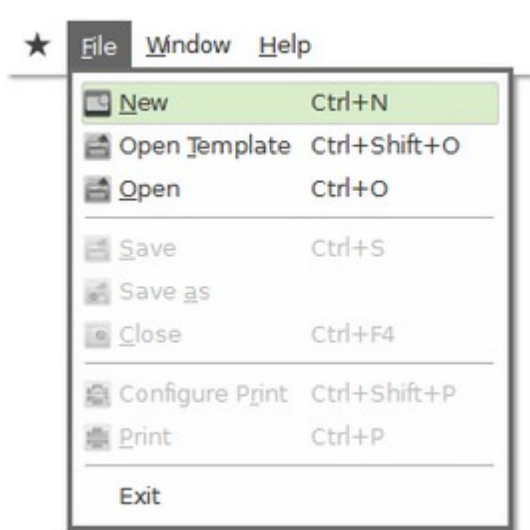 ★ File Window Help
New Ctrl+N
Open Template Ctrl+Shift+O
Open Ctrl+O
Save Ctrl+S
Save as
Close Ctrl+F4
Configure Print Ctrl+Shift+P
Print Ctrl+P
Exit